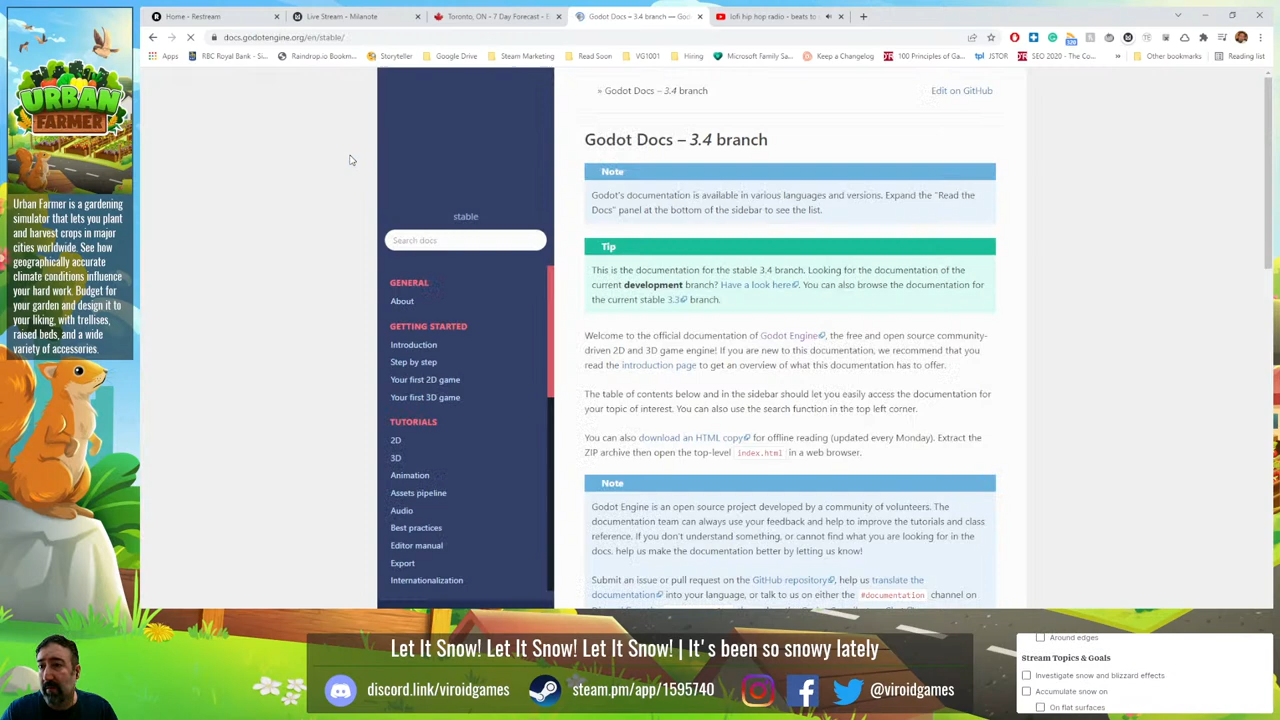 Home - Restream
Live Stream - Milanote
Toronto, ON - 7 Day Forecast - E
Godot Docs – 3.4 branch — Go
lofi hip hop radio - beats to
docs.godotengine.org/en/stable/
Apps
RBC Royal Bank - Si...
Raindrop.io Bookm...
Storyteller
Google Drive
Steam Marketing
Read Soon
VG1001
Hiring
Microsoft Family Sa...
Keep a Changelog
100 Principles of Ga...
JSTOR
SEO 2020 - The Co...
»
Other bookmarks
Reading list
URBAN
FARMER
Urban Farmer is a gardening
simulator that lets you plant
and harvest crops in major
cities worldwide. See how
geographically accurate
climate conditions influence
your hard work. Budget for
your garden and design it to
your liking, with trellises,
raised beds, and a wide
variety of accessories.
stable
Search docs
GENERAL
About
GETTING STARTED
Introduction
Step by step
Your first 2D game
Your first 3D game
TUTORIALS
2D
3D
Animation
Assets pipeline
Audio
Best practices
Editor manual
Export
Internationalization
» Godot Docs – 3.4 branch
Edit on GitHub
Godot Docs – 3.4 branch
Note
Godot's documentation is available in various languages and versions. Expand the "Read the
Docs" panel at the bottom of the sidebar to see the list.
Tip
This is the documentation for the stable 3.4 branch. Looking for the documentation of the
current development branch? Have a look here. You can also browse the documentation for
the current stable 3.3 branch.
Welcome to the official documentation of Godot Engine, the free and open source community-
driven 2D and 3D game engine! If you are new to this documentation, we recommend that you
read the introduction page to get an overview of what this documentation has to offer.
The table of contents below and in the sidebar should let you easily access the documentation for
your topic of interest. You can also use the search function in the top left corner.
You can also download an HTML copy for offline reading (updated every Monday). Extract the
ZIP archive then open the top-level index.html in a web browser.
Note
Godot Engine is an open source project developed by a community of volunteers. The
documentation team can always use your feedback and help to improve the tutorials and class
reference. If you don't understand something, or cannot find what you are looking for in the
docs, help us make the documentation better by letting us know!
Submit an issue or pull request on the GitHub repository, help us translate the
documentation into your language, or talk to us on either the #documentation channel on
Let It Snow! Let It Snow! Let It Snow! | It's been so snowy lately
discord.link/viroidgames
steam.pm/app/1595740
@viroidgames
Around edges
Stream Topics & Goals
Investigate snow and blizzard effects
Accumulate snow on
On flat surfaces